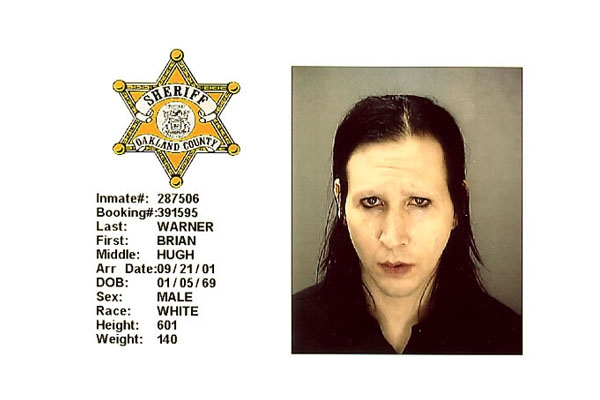 SHERIFF
OAKLAND COUNTY
Inmate#: 287506
Booking#:391595
Last: WARNER
First: BRIAN
Middle: HUGH
Arr Date:09/21/01
DOB: 01/05/69
Sex: MALE
Race: WHITE
Height: 601
Weight: 140